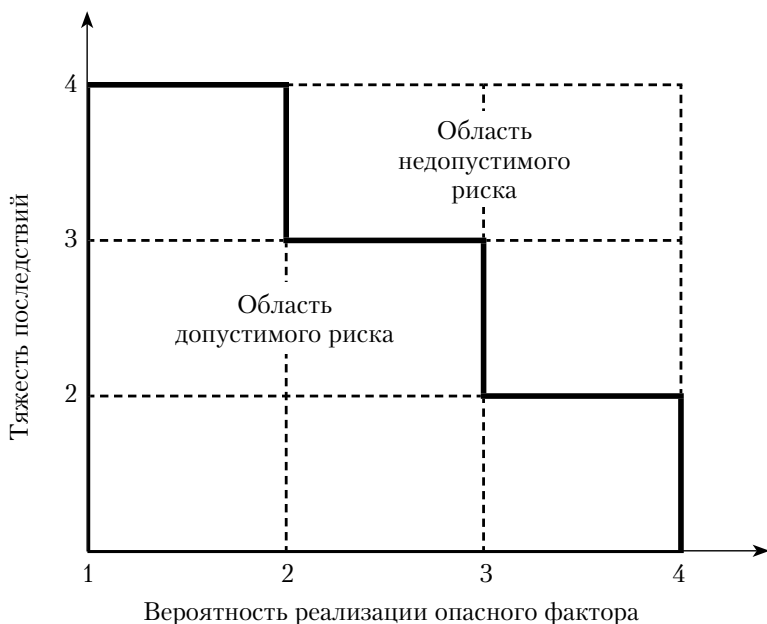 4
Область
недопустимого
риска
3
Область
допустимого риска
2
Тяжесть последствий
1 2 3 4
Вероятность реализации опасного фактора